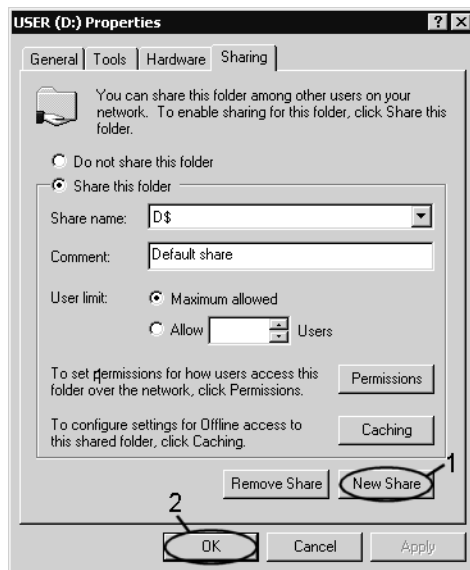 USER (D:) Properties
General Tools Hardware Sharing
You can share this folder among other users on your
network. To enable sharing for this folder, click Share this
folder.
Do not share this folder
Share this folder
Share name: D$
Comment: Default share
User limit: Maximum allowed
Allow Users
To set permissions for how users access this
folder over the network, click Permissions.
Permissions
To configure settings for Offline access to
this shared folder, click Caching.
Caching
1
Remove Share New Share
2
OK Cancel Apply